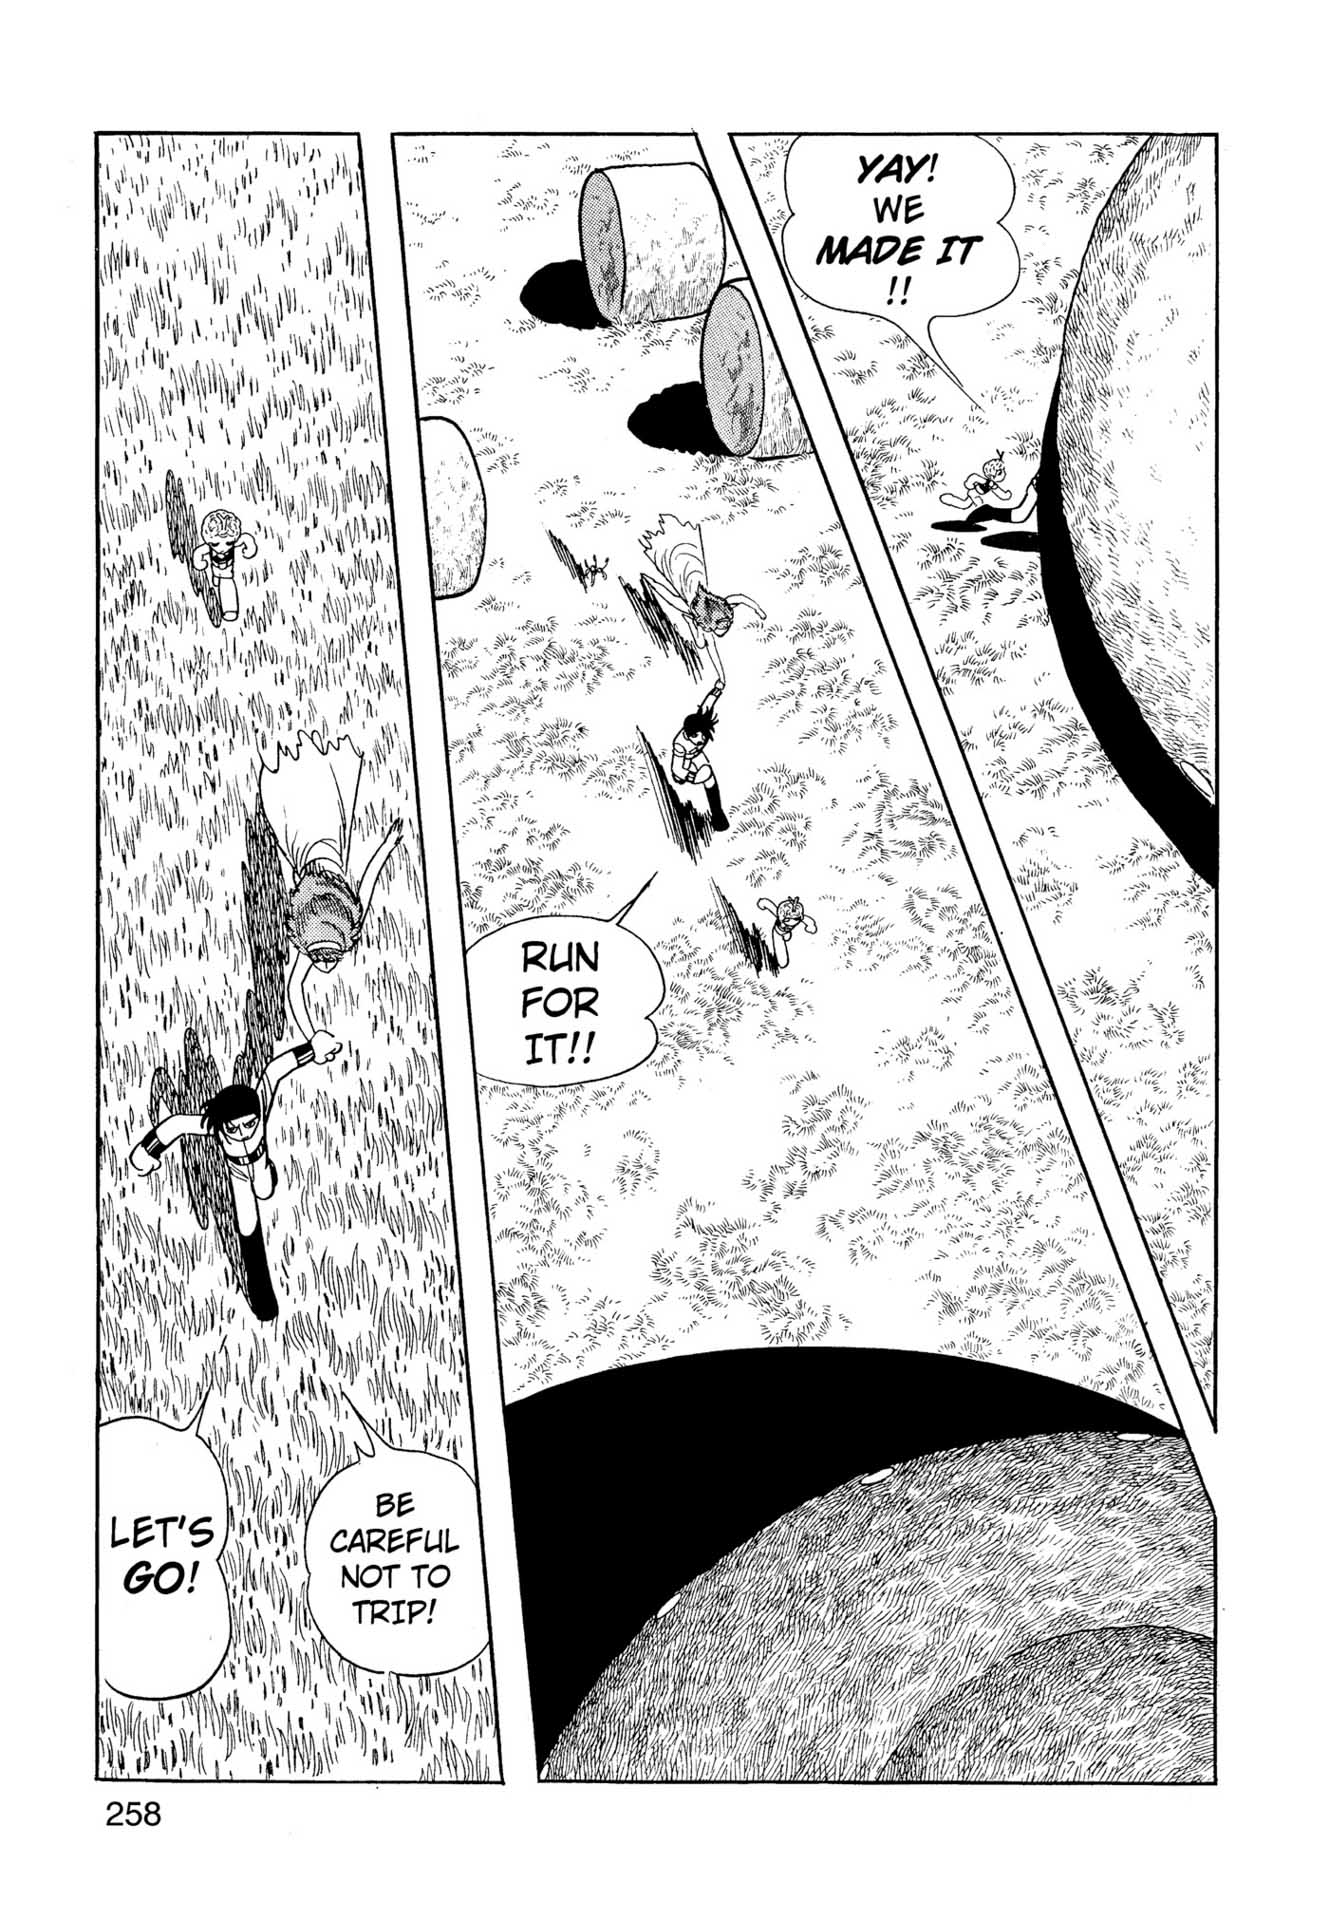 LET'S
GO!
BE
CAREFUL
NOT TO
TRIP!
RUN
FOR
IT!!
YAY!
WE
MADE IT
!!
258